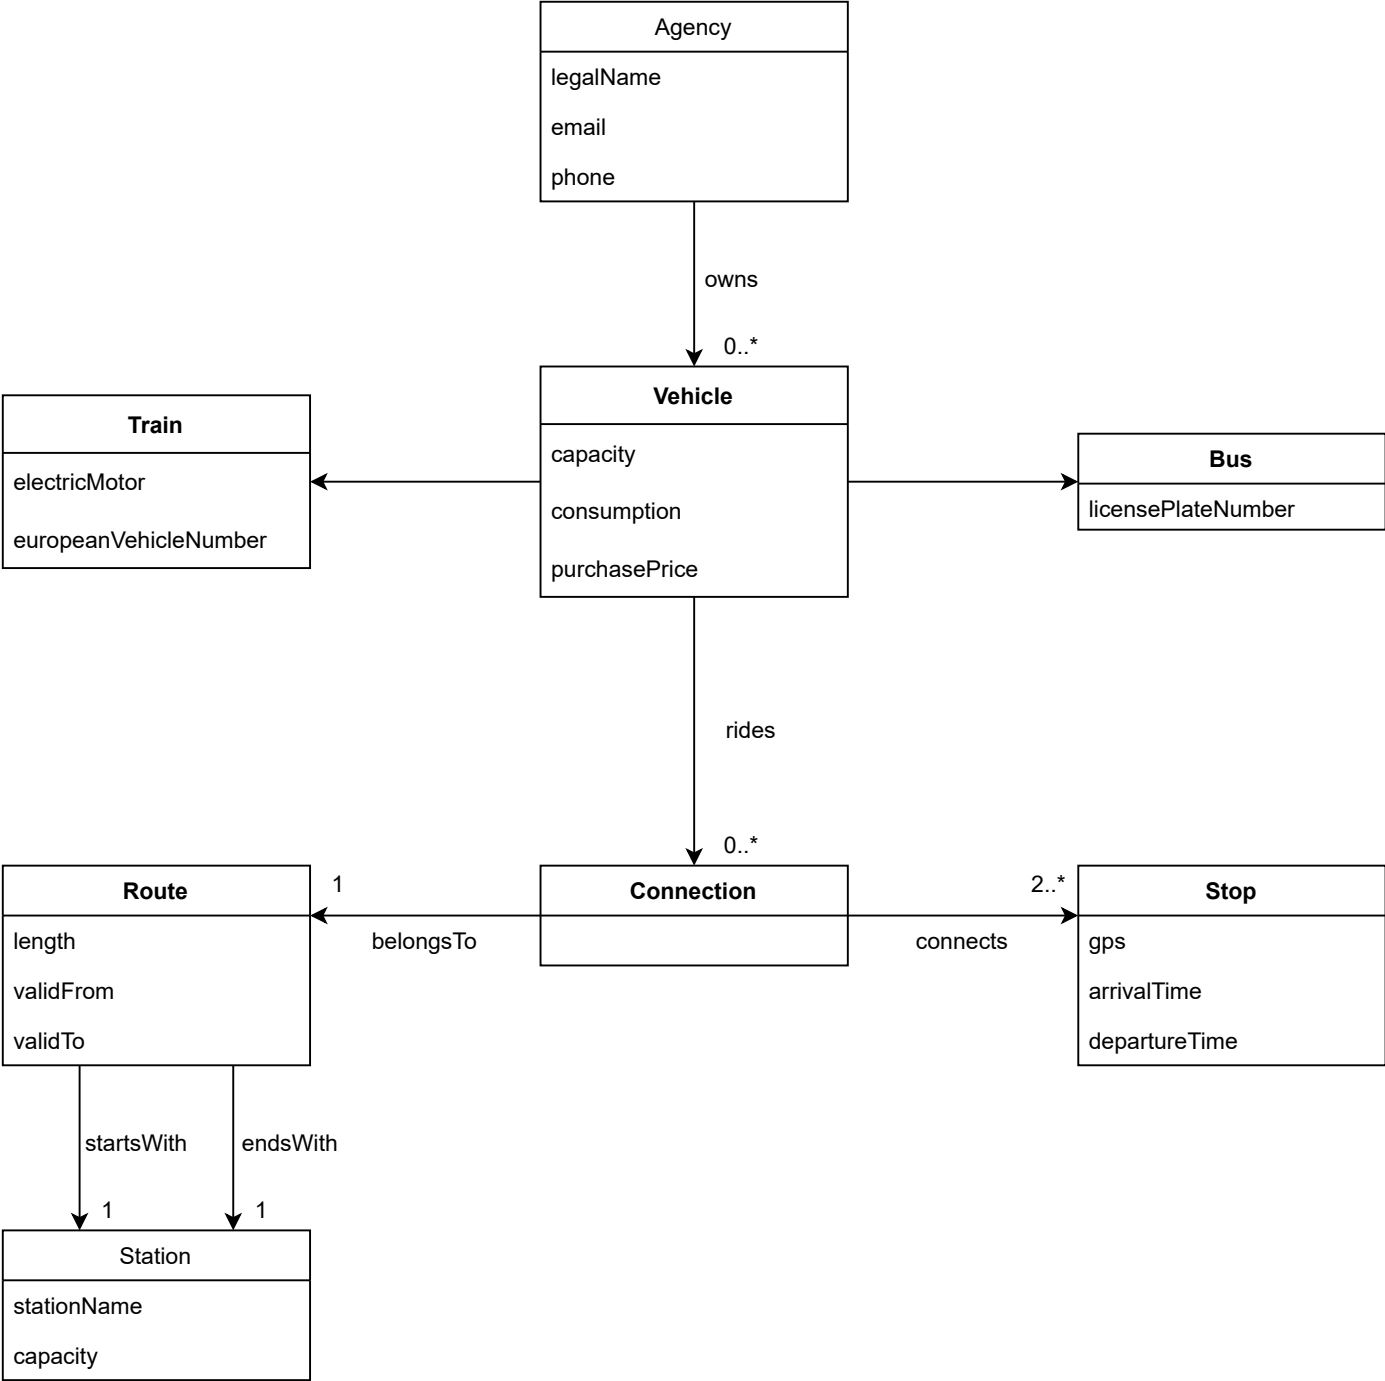 Agency
legalName
email
phone
owns
0..*
Vehicle
capacity
consumption
purchasePrice
Train
electricMotor
europeanVehicleNumber
Bus
licensePlateNumber
rides
0..*
Route
length
validFrom
validTo
1
belongsTo
Connection
2..*
connects
Stop
gps
arrivalTime
departureTime
startsWith
endsWith
1
1
Station
stationName
capacity